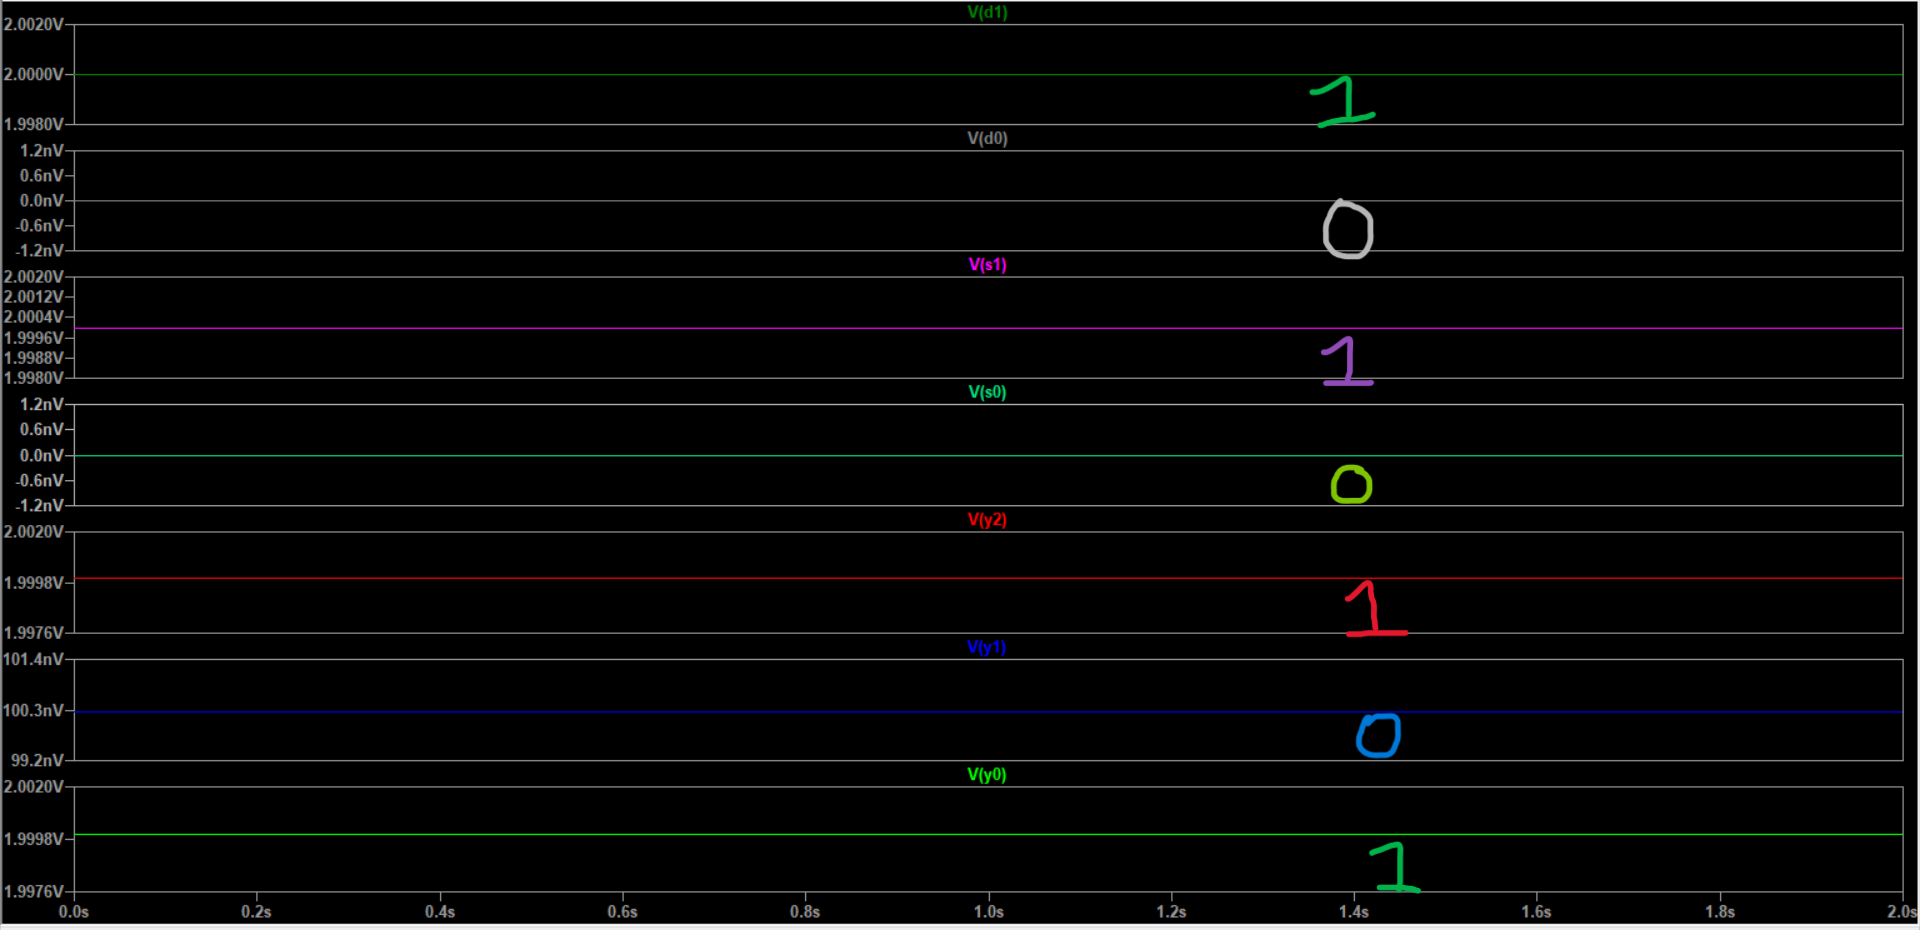 V(d1)
2.0020V
2.0000V
1
1.9980V
V(d0)
1.2nV
0.6nV
0.0nV
-0.6nV
0
-1.2nV
V(s1)
2.0020V
2.0012V
2.0004V
1.9996V
1
1.9988V
1.9980V
V(s0)
1.2nV
0.6nV
0.0nV
-0.6nV
0
-1.2nV
V(y2)
2.0020V
1.9998V
1
1.9976V
V(y1)
101.4nV
100.3nV
0
99.2nV
V(y0)
2.0020V
1.9998V
1
1.9976V
0.0s 0.2s 0.4s 0.6s 0.8s 1.0s 1.2s 1.4s 1.6s 1.8s 2.0s